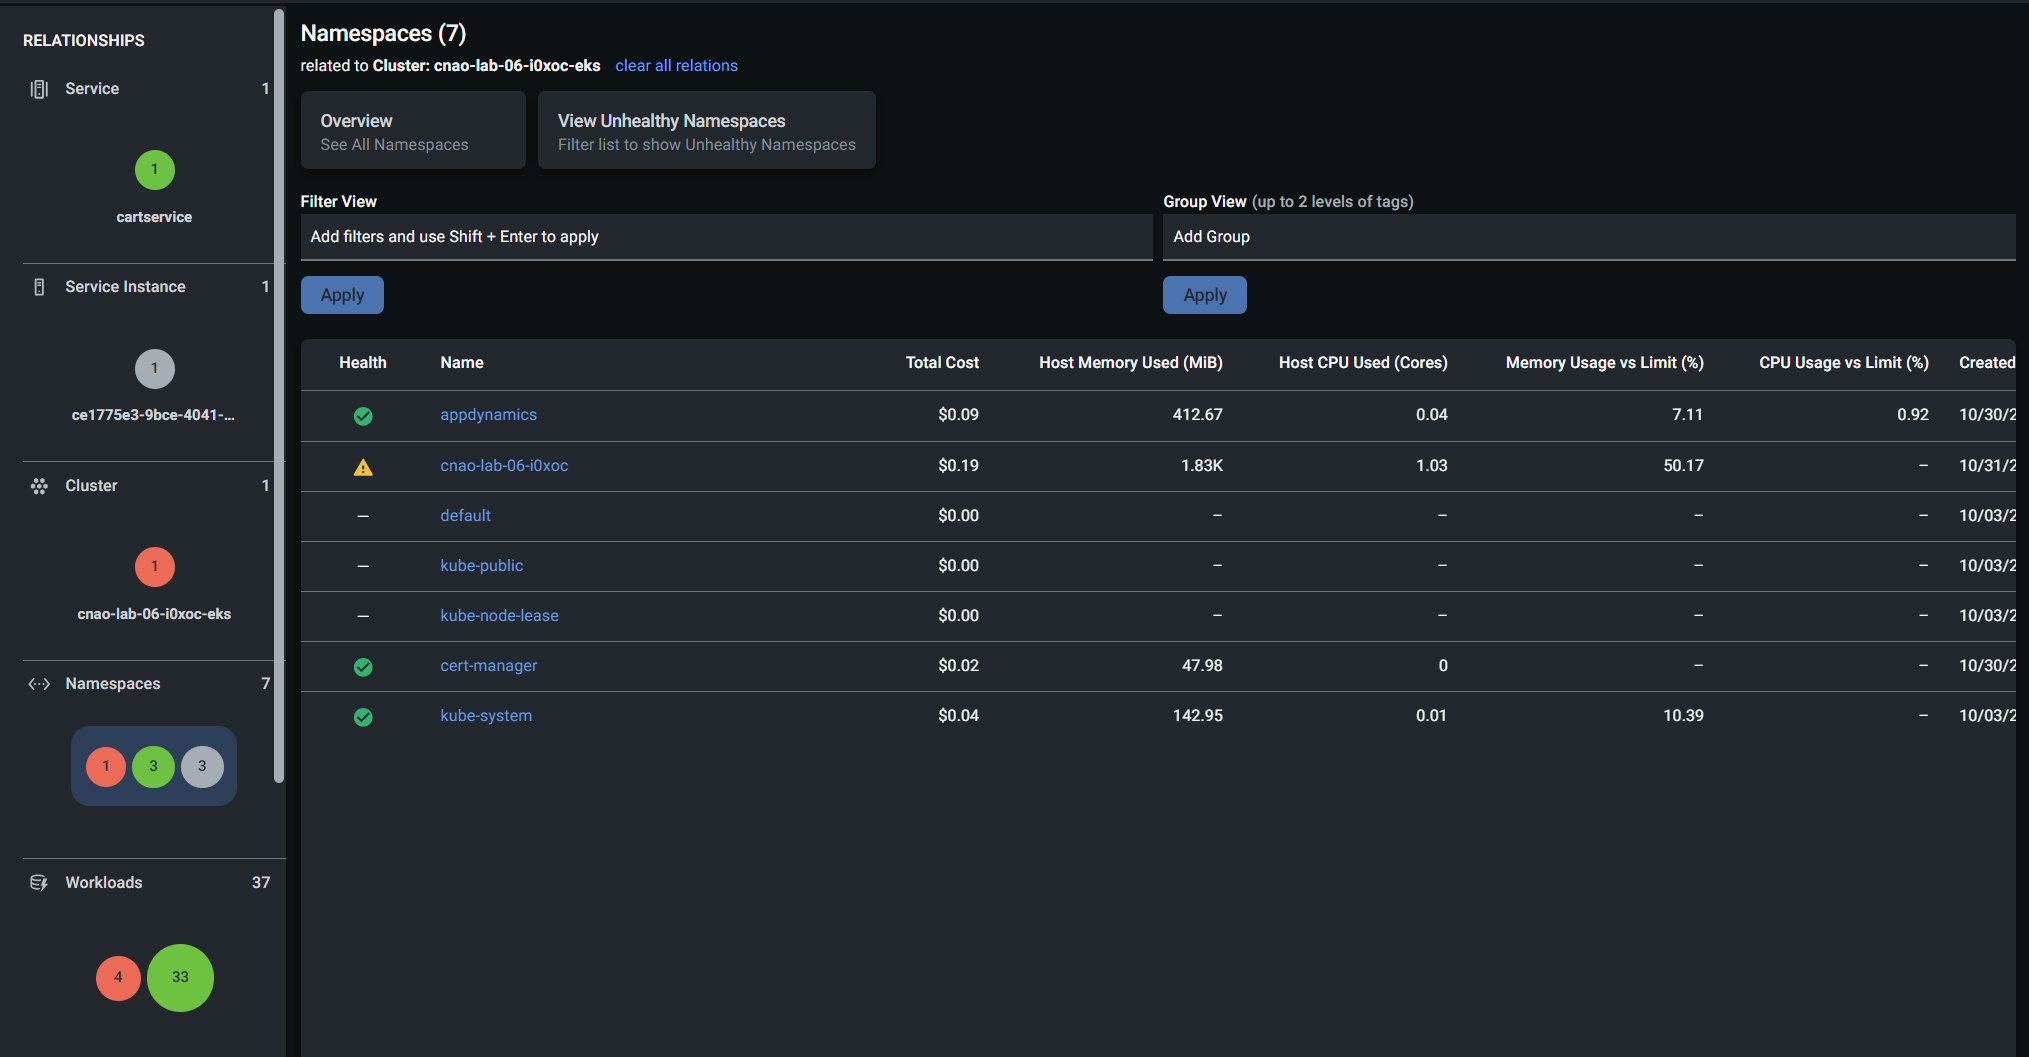 RELATIONSHIPS
Service 1
1
cartservice
Service Instance 1
1
ce1775e3-9bce-4041-...
Cluster 1
1
cnao-lab-06-i0xoc-eks
Namespaces 7
1 3 3
Workloads 37
4 33
Namespaces (7)
related to Cluster: cnao-lab-06-i0xoc-eks clear all relations
Overview
See All Namespaces
View Unhealthy Namespaces
Filter list to show Unhealthy Namespaces
Filter View
Add filters and use Shift + Enter to apply
Apply
Group View (up to 2 levels of tags)
Add Group
Apply
Health Name Total Cost Host Memory Used (MiB) Host CPU Used (Cores) Memory Usage vs Limit (%) CPU Usage vs Limit (%) Created
appdynamics $0.09 412.67 0.04 7.11 0.92 10/30/2
cnao-lab-06-i0xoc $0.19 1.83K 1.03 50.17 – 10/31/2
– default $0.00 – – – – 10/03/2
– kube-public $0.00 – – – – 10/03/2
– kube-node-lease $0.00 – – – – 10/03/2
cert-manager $0.02 47.98 0 – – 10/30/2
kube-system $0.04 142.95 0.01 10.39 – 10/03/2